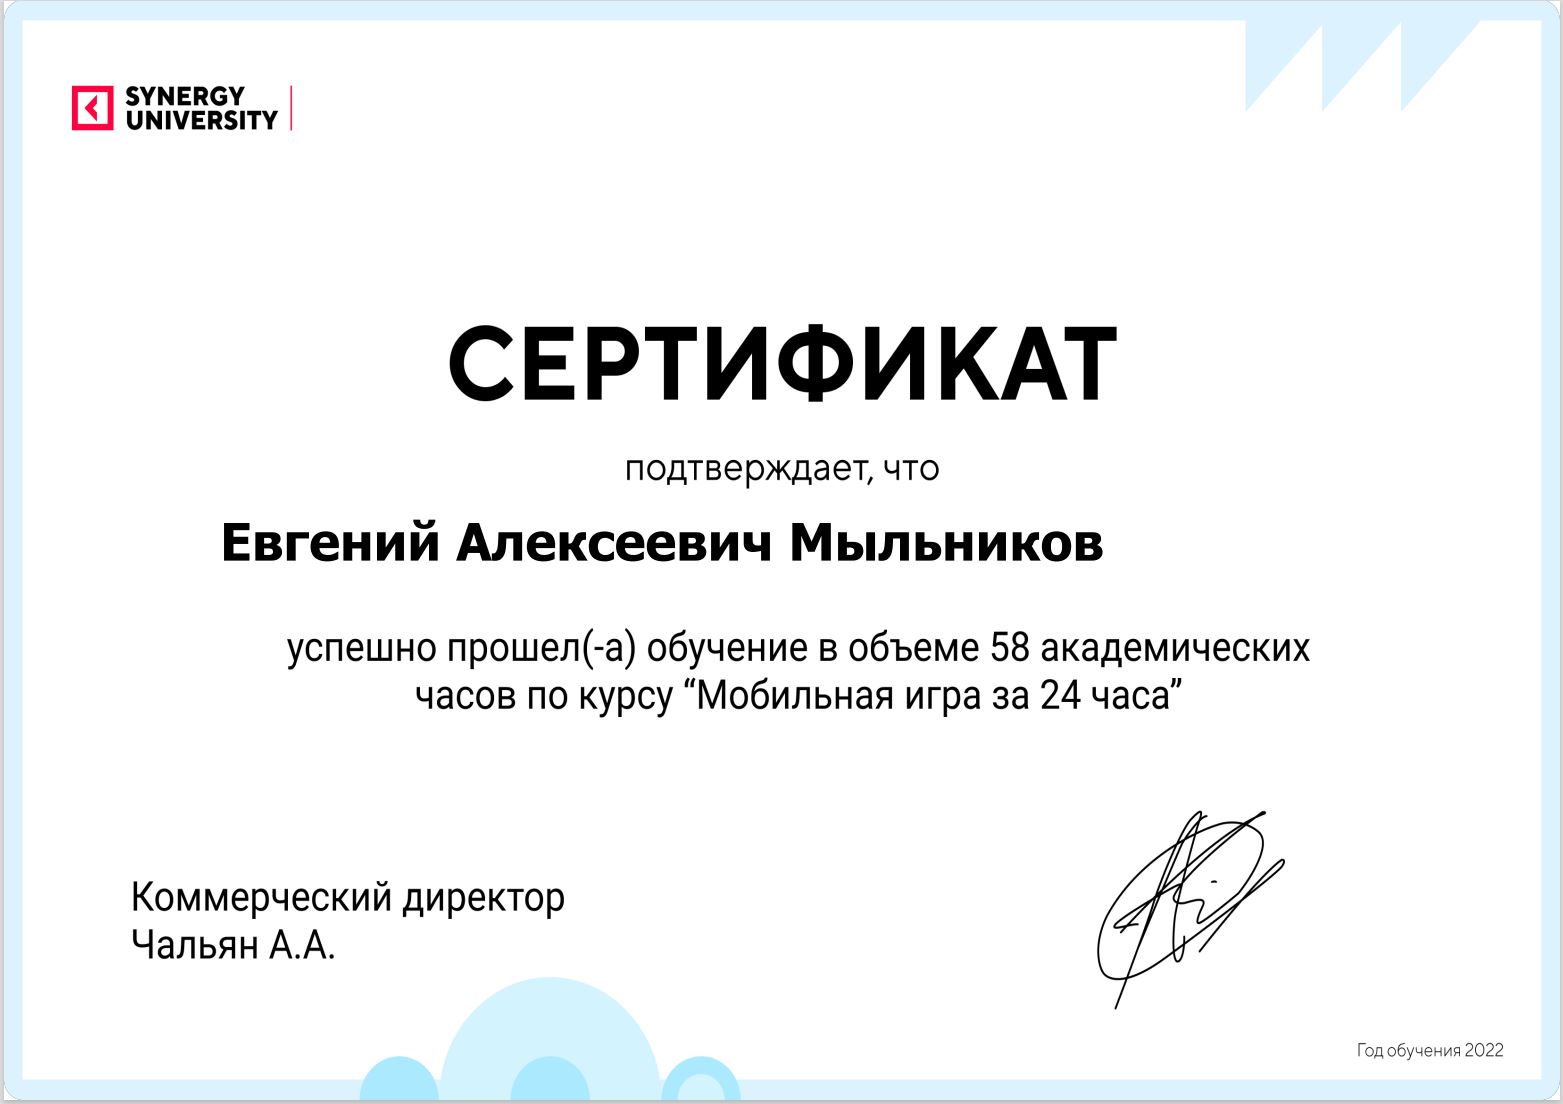 SYNERGY
UNIVERSITY
СЕРТИФИКАТ
подтверждает, что
Евгений Алексеевич Мыльников
успешно прошел(-а) обучение в объеме 58 академических
часов по курсу “Мобильная игра за 24 часа”
Коммерческий директор
Чальян А.А.
Год обучения 2022